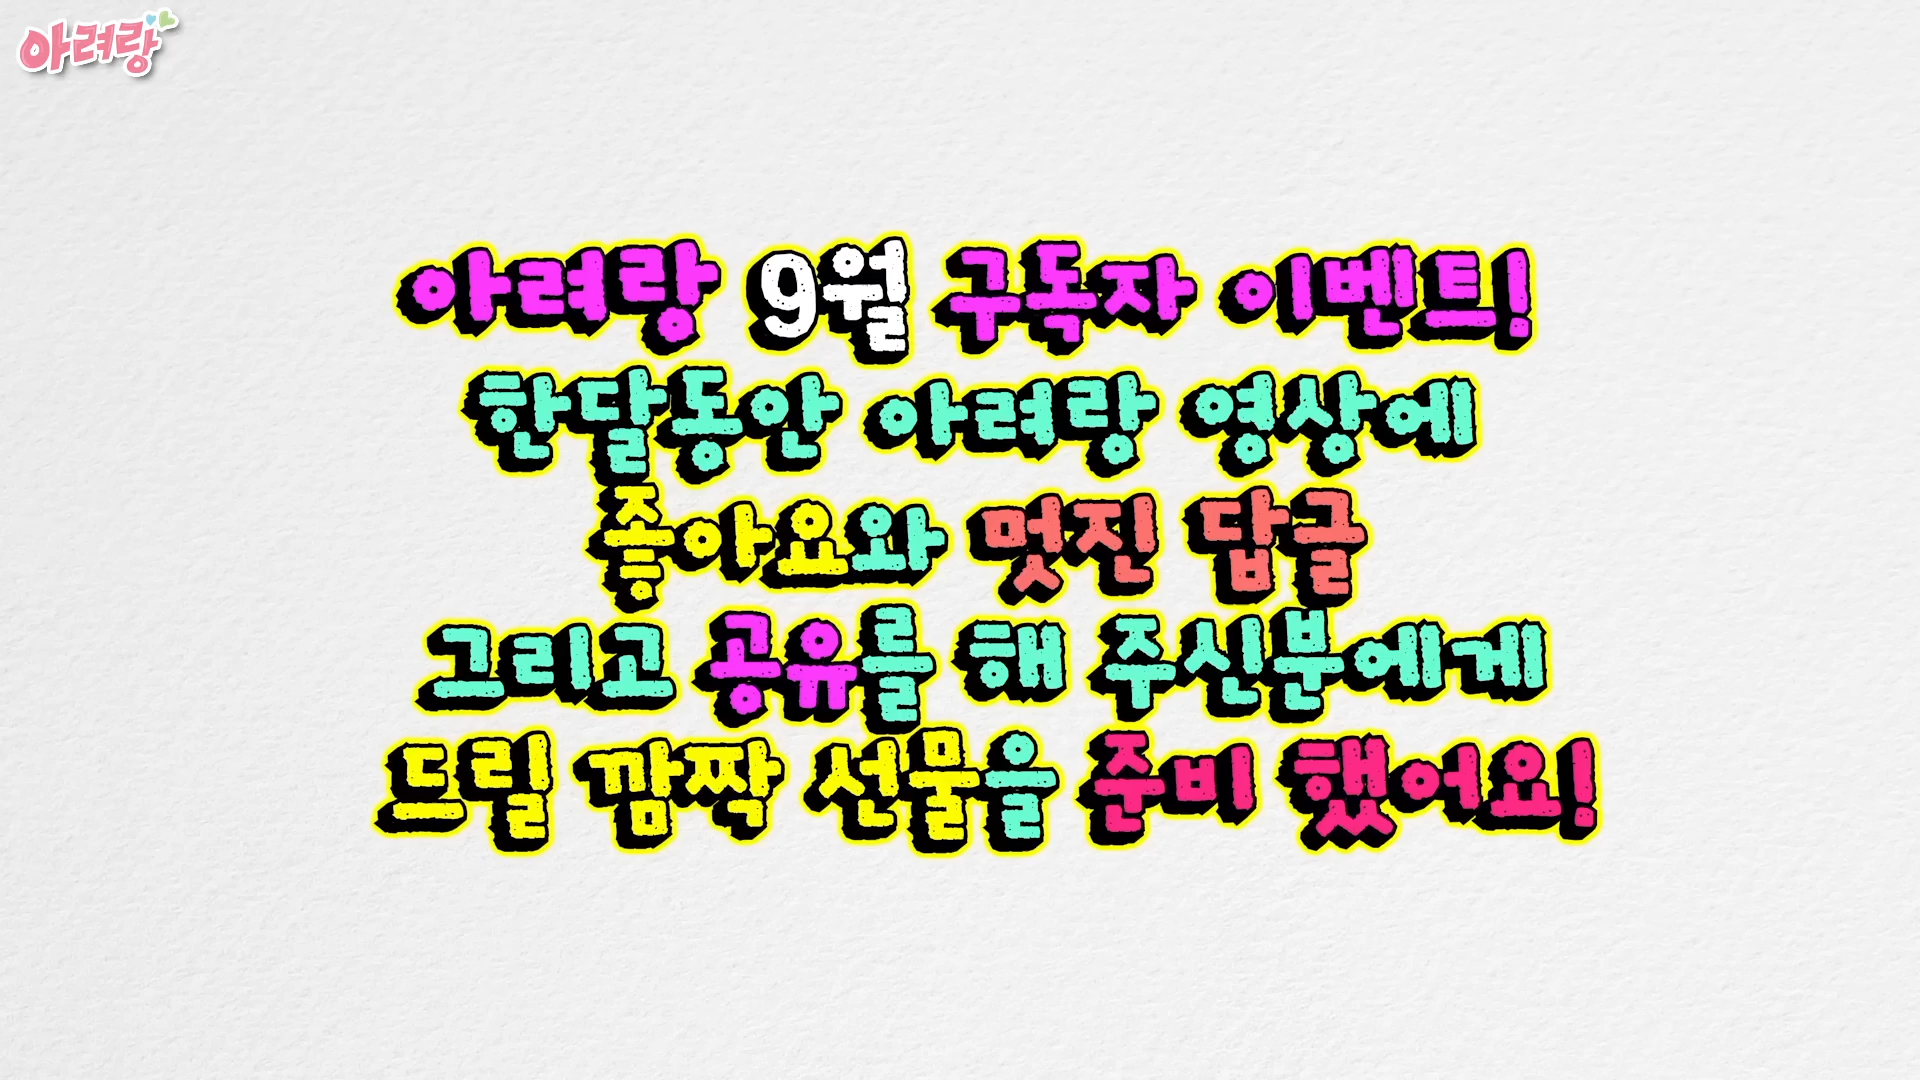 아려랑
아려랑 9월 구독자 이벤트!
한달동안 아려랑 영상에
좋아요와 멋진 답글
그리고 공유를 해 주신분에게
드릴 깜짝 선물을 준비 했어요!